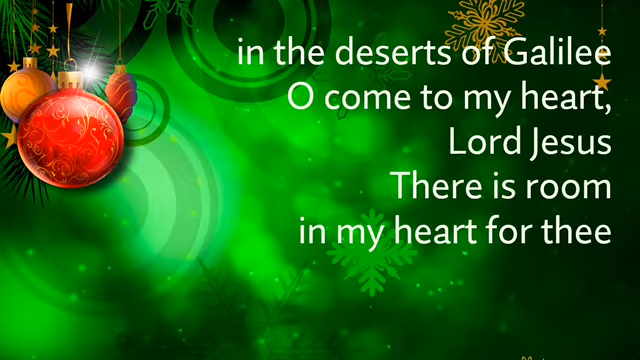 in the deserts of Galilee
O come to my heart,
Lord Jesus
There is room
in my heart for thee